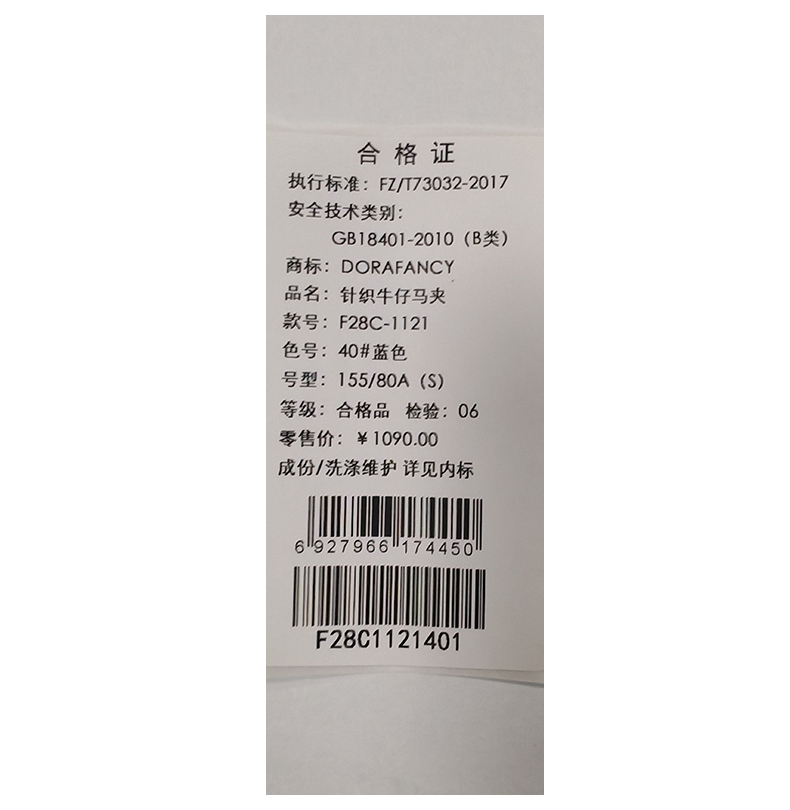 合格证
执行标准：FZ/T73032-2017
安全技术类别：
GB18401-2010（B类）
商标：DORAFANCY
品名：针织牛仔马夹
款号：F28C-1121
色号：40#蓝色
号型：155/80A（S）
等级：合格品 检验：06
零售价：￥1090.00
成份/洗涤维护 详见内标
6 927966 174450
F28C1121401